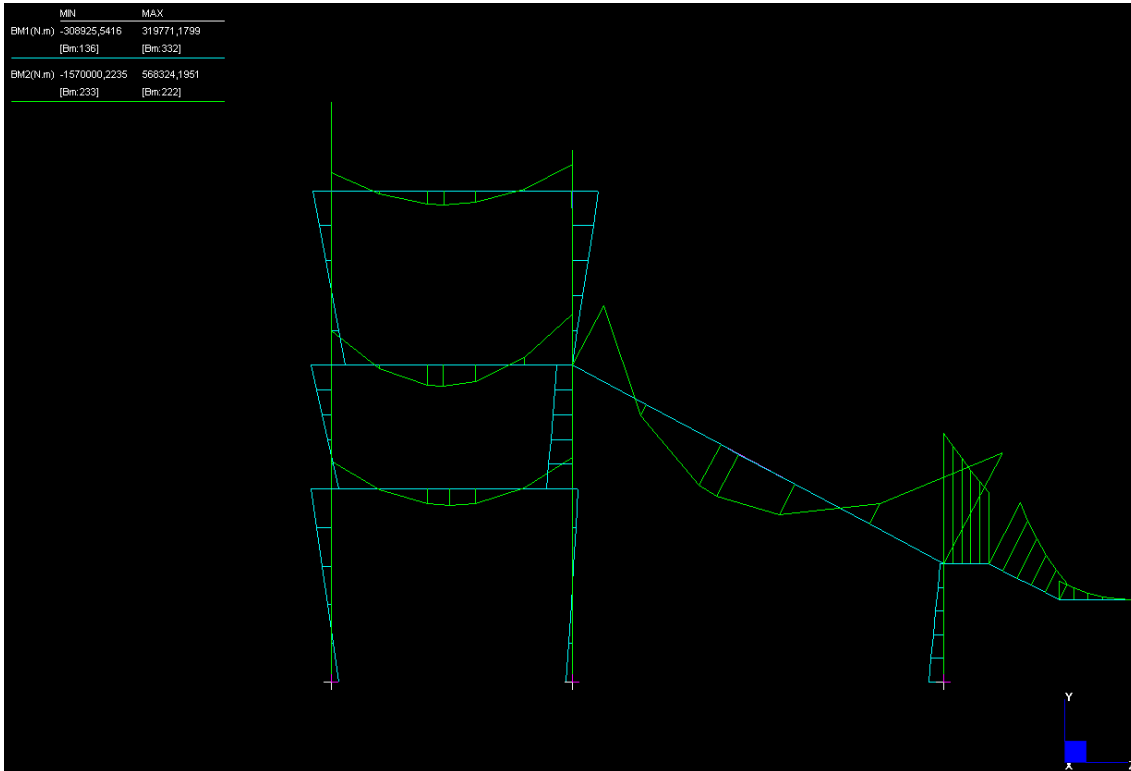 MIN MAX
BM1(N.m) -308925,5416 319771,1799
[Bm:136] [Bm:332]
BM2(N.m) -1570000,2235 568324,1951
[Bm:233] [Bm:222]
Y
X Z